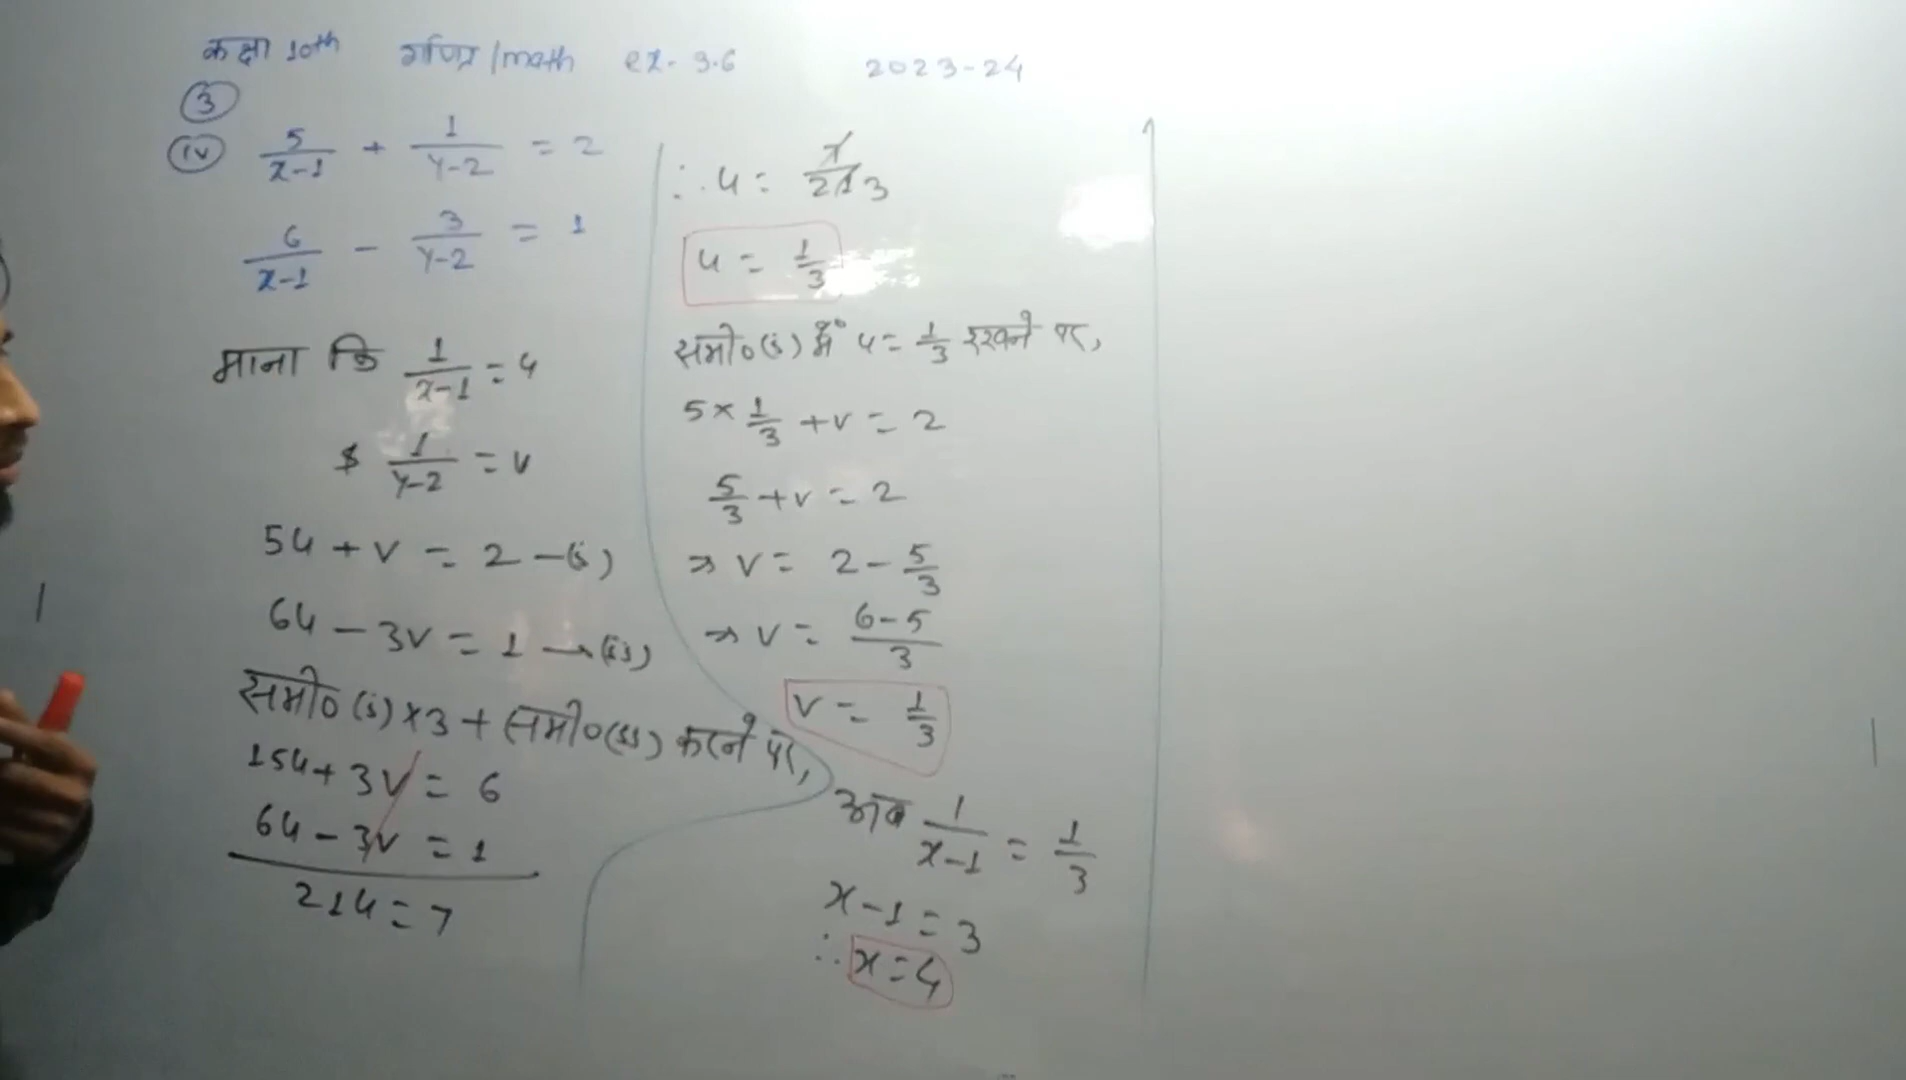 कक्षा 10th गणित/math ex. 3.6 2023-24
3
(iv) 5/(x-1) + 1/(y-2) = 2
6/(x-1) - 3/(y-2) = 1
माना कि 1/(x-1) = u
$ 1/(y-2) = v
5u + v = 2 -(i)
6u - 3v = 1 →(ii)
समी०(i)×3 + समी०(ii) करने पर,
15u + 3v = 6
6u - 3v = 1
21u = 7
∴ u = 7/21 3
u = 1/3
समी०(i) में u = 1/3 रखने पर,
5 × 1/3 + v = 2
5/3 + v = 2
⇒ v = 2 - 5/3
⇒ v = (6-5)/3
v = 1/3
अब 1/(x-1) = 1/3
x-1 = 3
∴ x = 4